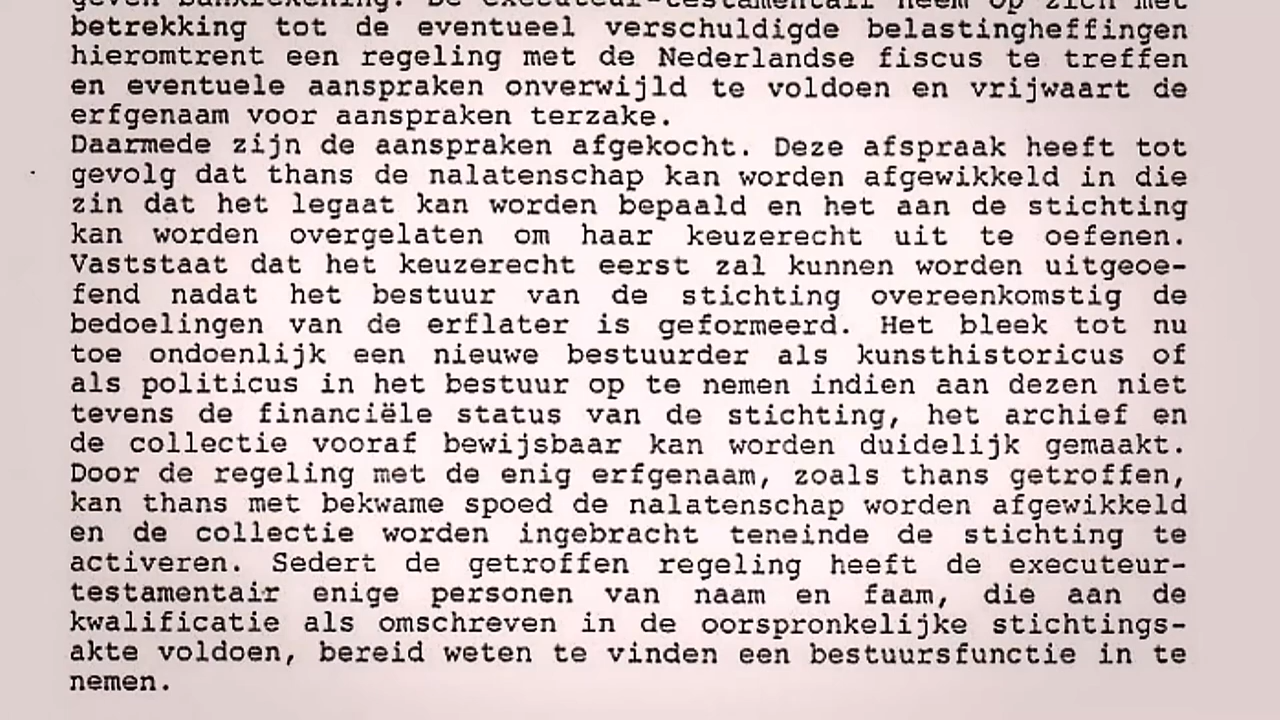 geven bankrekening. De executeur-testamentair neem op zich met
betrekking tot de eventueel verschuldigde belastingheffingen
hieromtrent een regeling met de Nederlandse fiscus te treffen
en eventuele aanspraken onverwijld te voldoen en vrijwaart de
erfgenaam voor aanspraken terzake.
Daarmede zijn de aanspraken afgekocht. Deze afspraak heeft tot
gevolg dat thans de nalatenschap kan worden afgewikkeld in die
zin dat het legaat kan worden bepaald en het aan de stichting
kan worden overgelaten om haar keuzerecht uit te oefenen.
Vaststaat dat het keuzerecht eerst zal kunnen worden uitgeoe-
fend nadat het bestuur van de stichting overeenkomstig de
bedoelingen van de erflater is geformeerd. Het bleek tot nu
toe ondoenlijk een nieuwe bestuurder als kunsthistoricus of
als politicus in het bestuur op te nemen indien aan dezen niet
tevens de financiële status van de stichting, het archief en
de collectie vooraf bewijsbaar kan worden duidelijk gemaakt.
Door de regeling met de enig erfgenaam, zoals thans getroffen,
kan thans met bekwame spoed de nalatenschap worden afgewikkeld
en de collectie worden ingebracht teneinde de stichting te
activeren. Sedert de getroffen regeling heeft de executeur-
testamentair enige personen van naam en faam, die aan de
kwalificatie als omschreven in de oorspronkelijke stichtings-
akte voldoen, bereid weten te vinden een bestuursfunctie in te
nemen.